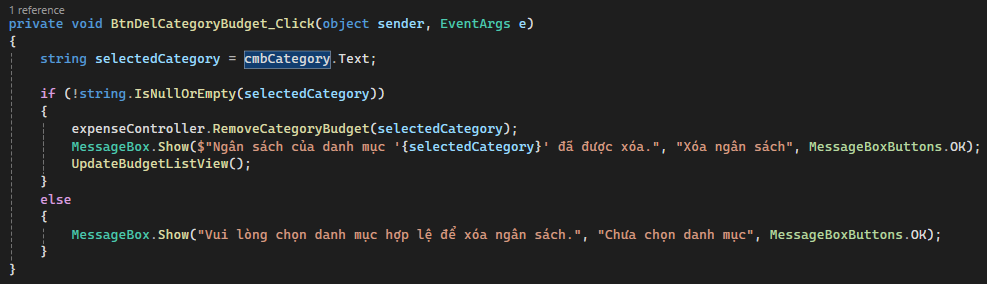 1 reference
private void BtnDelCategoryBudget_Click(object sender, EventArgs e)
{
string selectedCategory = cmbCategory.Text;
if (!string.IsNullOrEmpty(selectedCategory))
{
expenseController.RemoveCategoryBudget(selectedCategory);
MessageBox.Show($"Ngân sách của danh mục '{selectedCategory}' đã được xóa.", "Xóa ngân sách", MessageBoxButtons.OK);
UpdateBudgetListView();
}
else
{
MessageBox.Show("Vui lòng chọn danh mục hợp lệ để xóa ngân sách.", "Chưa chọn danh mục", MessageBoxButtons.OK);
}
}